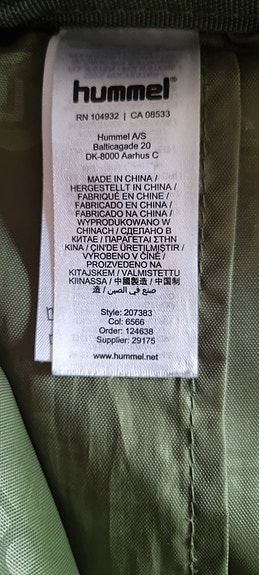 hummel®
RN 104932 | CA 08533
Hummel A/S
Balticagade 20
DK-8000 Aarhus C
MADE IN CHINA /
HERGESTELLT IN CHINA /
FABRIQUÉ EN CHINE /
FABRICADO EN CHINA /
FABRICADO NA CHINA /
WYPRODUKOWANO W
CHINACH / СДЕЛАНО В
КИТАЕ / ΠΑΡΑΓΕΤΑΙ ΣΤΗΝ
ΚΙΝΑ / ÇİN'DE ÜRETİLMİŞTİR /
VYROBENO V ČÍNĚ /
PROIZVEDENO NA
KITAJSKEM / VALMISTETTU
KIINASSA / 中國製造 / 中国制
造 / صنع في الصين
Style: 207383
Col: 6566
Order: 124638
Supplier: 29175
www.hummel.net